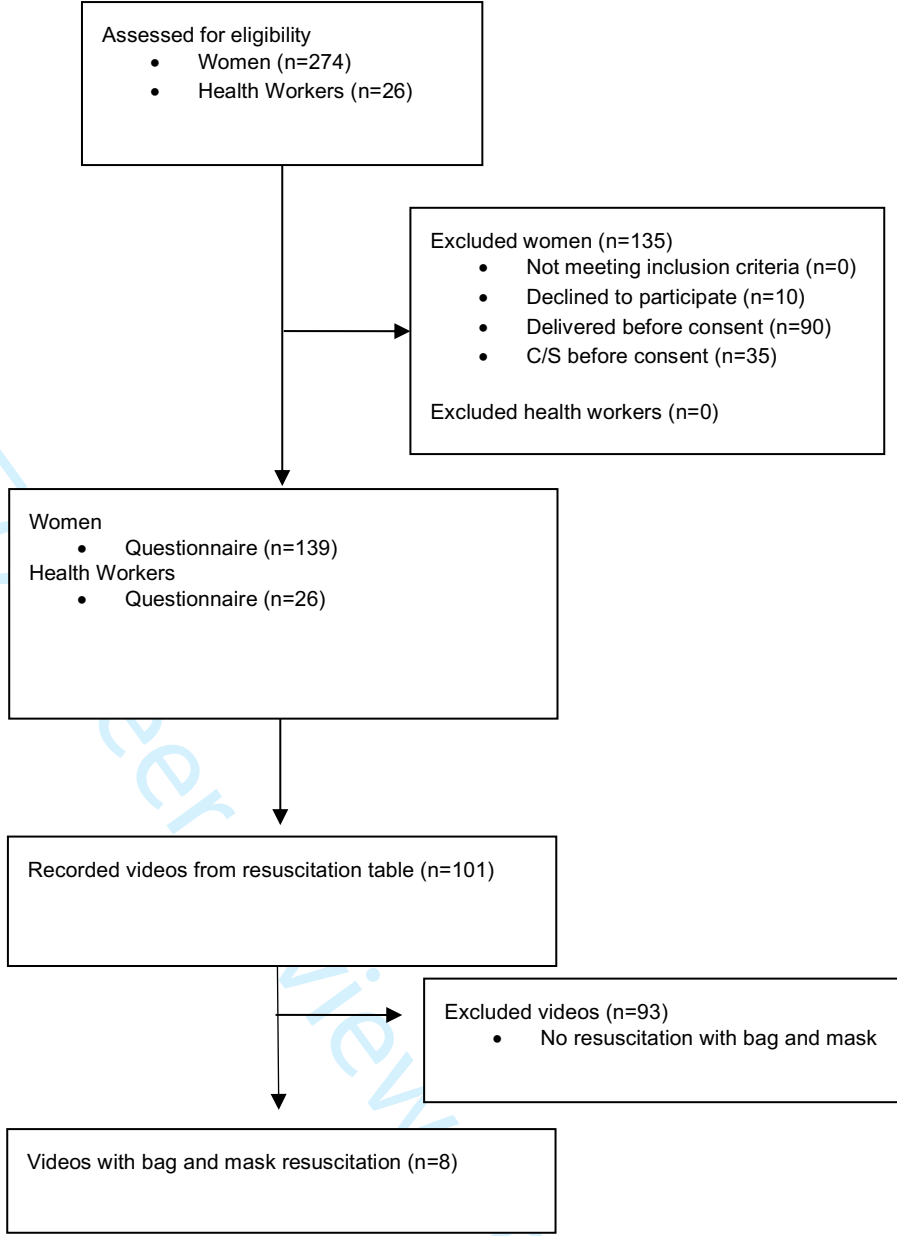 Assessed for eligibility
• Women (n=274)
• Health Workers (n=26)
Excluded women (n=135)
• Not meeting inclusion criteria (n=0)
• Declined to participate (n=10)
• Delivered before consent (n=90)
• C/S before consent (n=35)
Excluded health workers (n=0)
Women
• Questionnaire (n=139)
Health Workers
• Questionnaire (n=26)
Recorded videos from resuscitation table (n=101)
Excluded videos (n=93)
• No resuscitation with bag and mask
Videos with bag and mask resuscitation (n=8)